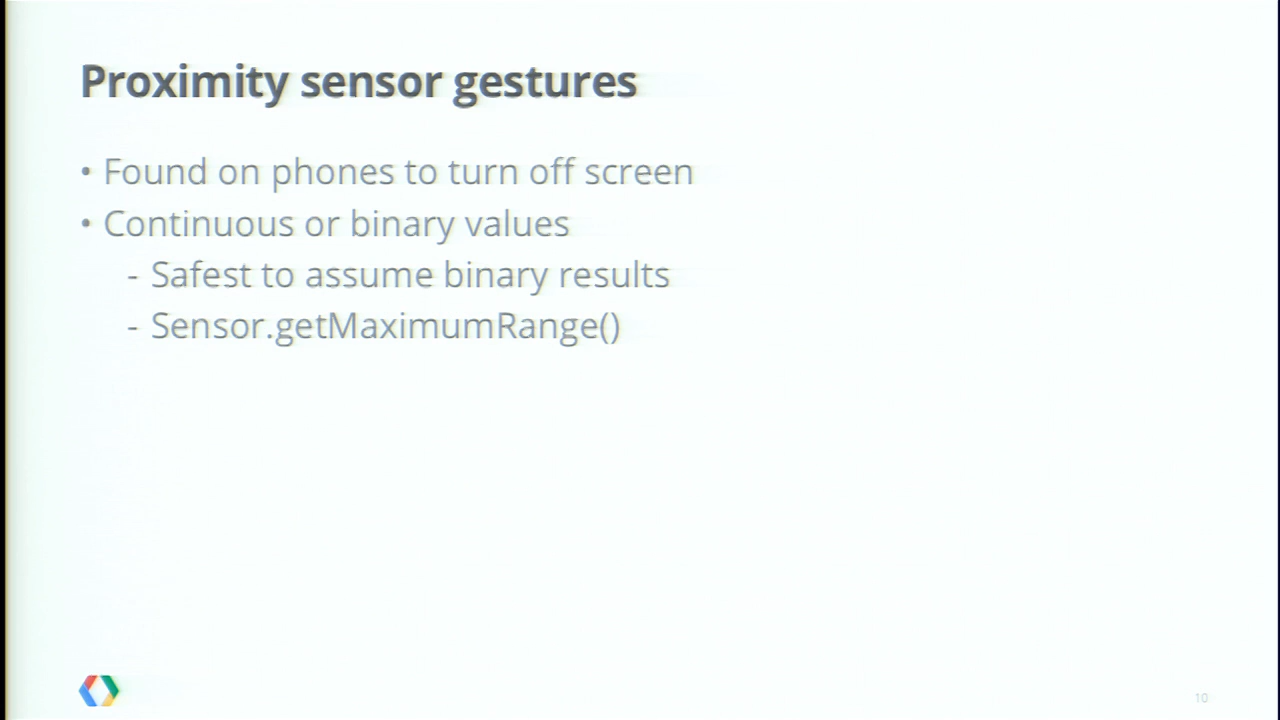 Proximity sensor gestures
• Found on phones to turn off screen
• Continuous or binary values
- Safest to assume binary results
- Sensor.getMaximumRange()
10